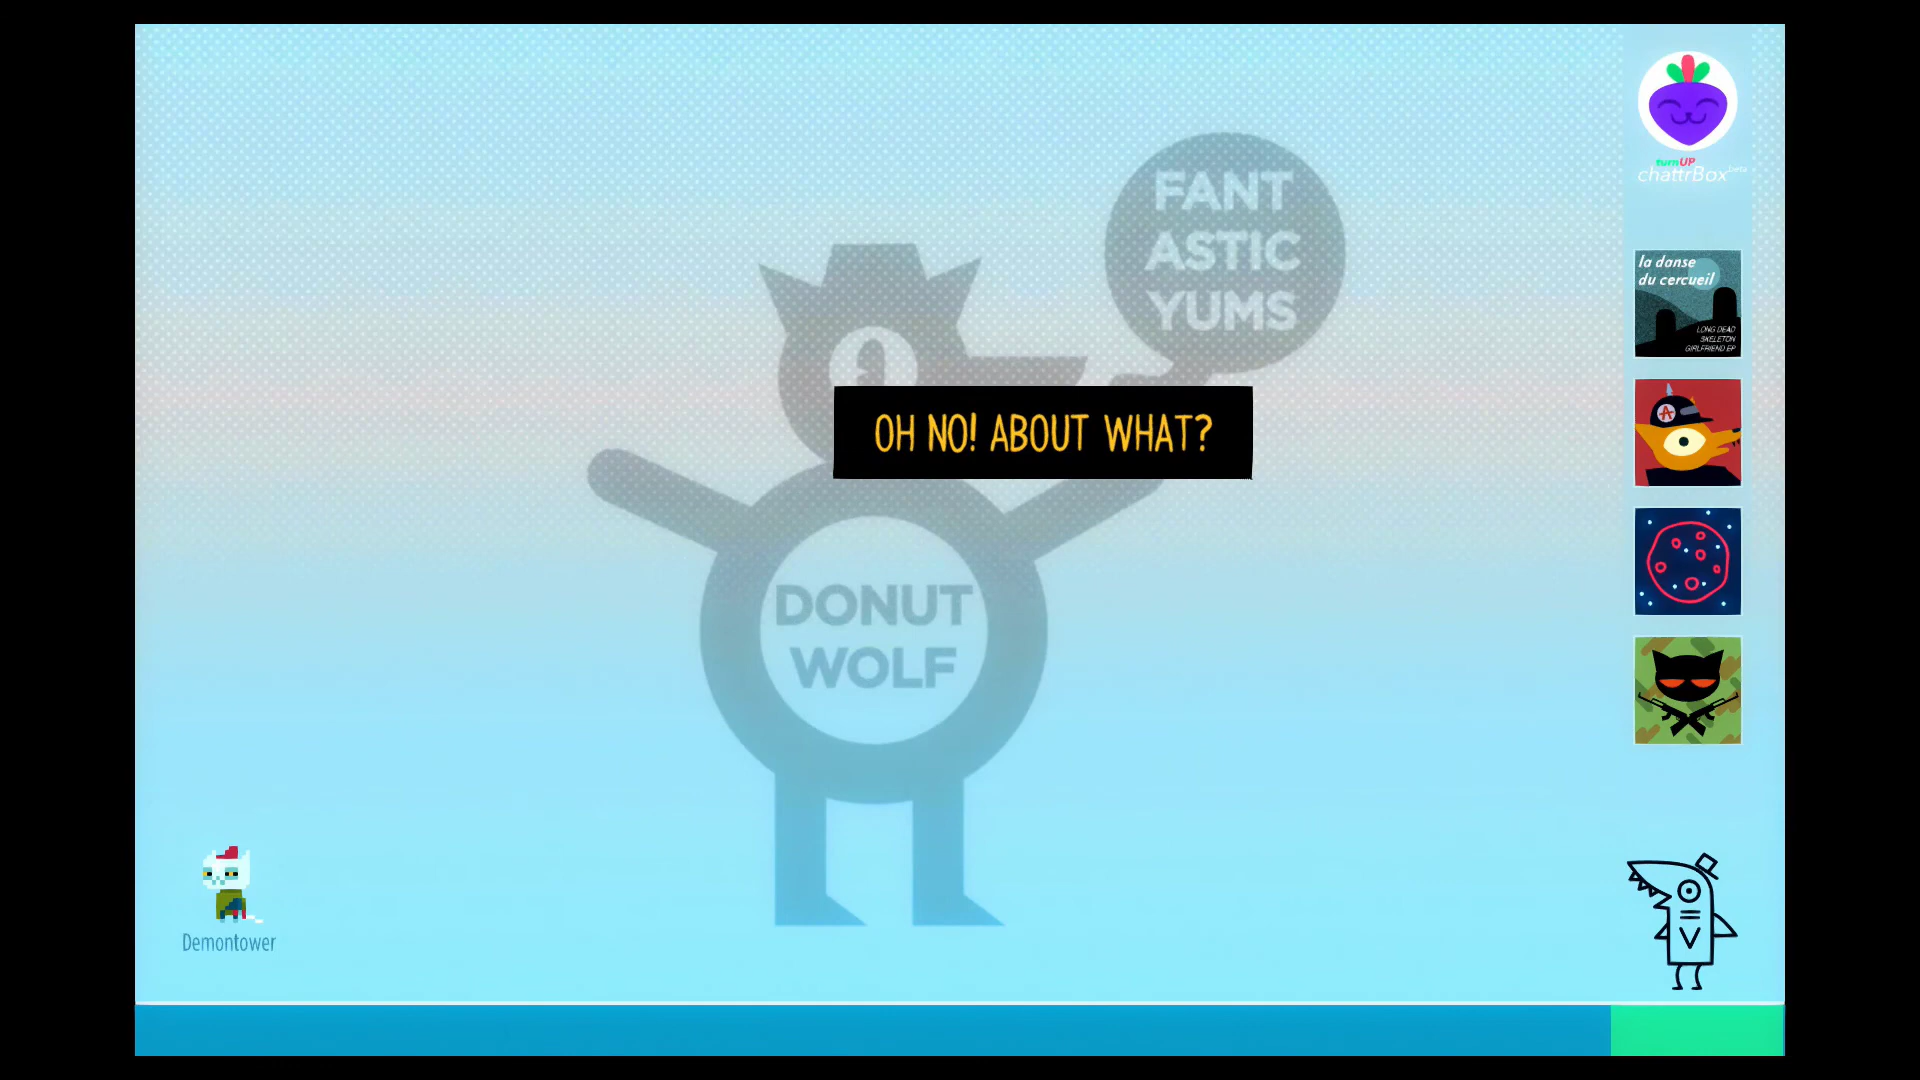 FANT
ASTIC
YUMS
OH NO! ABOUT WHAT?
DONUT
WOLF
Demontower
turnUP
chattrBox beta
la danse
du cercueil
LONG DEAD
SKELETON
GIRLFRIEND EP
A